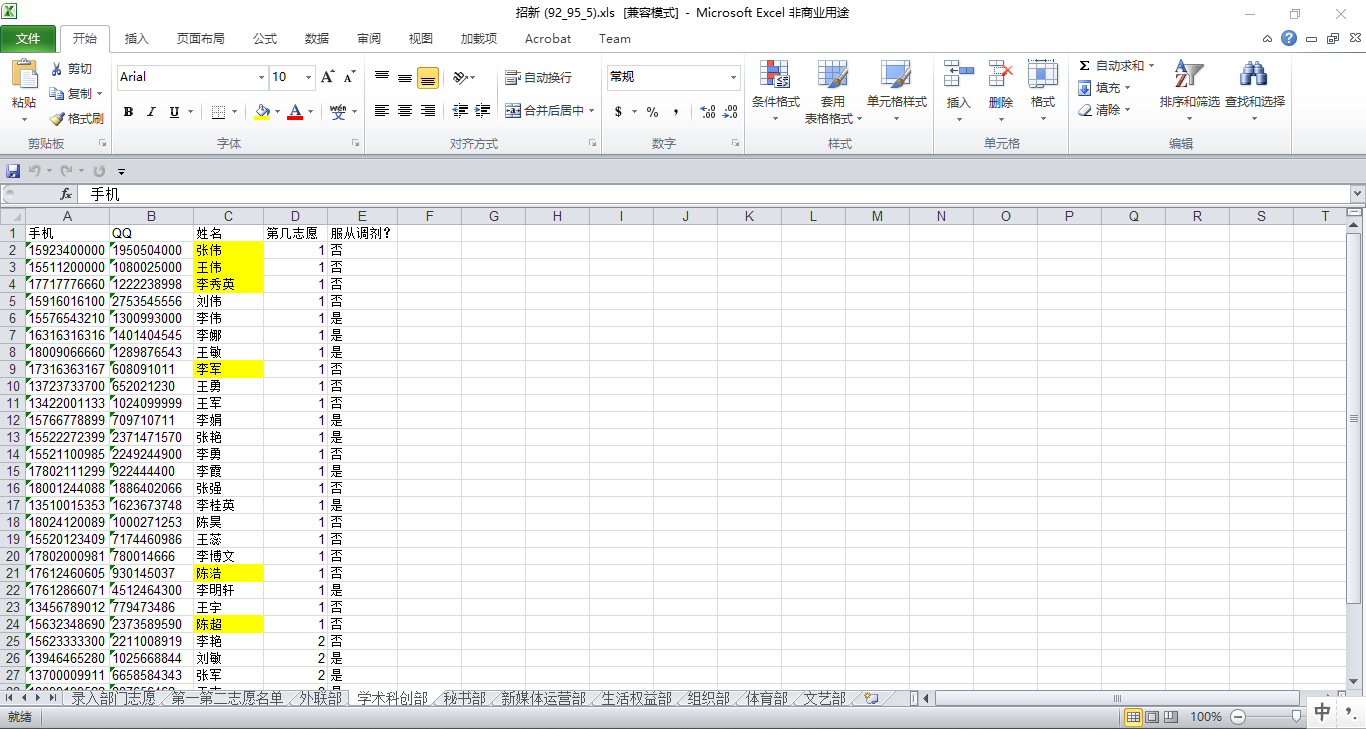 招新 (92_95_5).xls [兼容模式] - Microsoft Excel 非商业用途
文件 开始 插入 页面布局 公式 数据 审阅 视图 加载项 Acrobat Team
剪切 Arial 10 自动换行 常规 自动求和
粘贴 复制 条件格式 套用 单元格样式 插入 删除 格式 填充 排序和筛选 查找和选择
格式刷 B I U 合并后居中 $ % 表格格式 清除
剪贴板 字体 对齐方式 数字 样式 单元格 编辑
fx 手机
A B C D E F G H I J K L M N O P Q R S T
1 手机 QQ 姓名 第几志愿 服从调剂?
2 15923400000 1950504000 张伟 1 否
3 15511200000 1080025000 王伟 1 否
4 17717776660 1222238998 李秀英 1 否
5 15916016100 2753545556 刘伟 1 否
6 15576543210 1300993000 李伟 1 是
7 16316316316 1401404545 李娜 1 是
8 18009066660 1289876543 王敏 1 是
9 17316363167 608091011 李军 1 否
10 13723733700 652021230 王勇 1 否
11 13422001133 1024099999 王军 1 否
12 15766778899 709710711 李娟 1 是
13 15522272399 2371471570 张艳 1 是
14 15521100985 2249244900 李勇 1 否
15 17802111299 922444400 李霞 1 是
16 18001244088 1886402066 张强 1 否
17 13510015353 1623673748 李桂英 1 是
18 18024120089 1000271253 陈昊 1 否
19 15520123409 7174460986 王蕊 1 否
20 17802000981 780014666 李博文 1 否
21 17612460605 930145037 陈浩 1 否
22 17612866071 4512464300 李明轩 1 是
23 13456789012 779473486 王宇 1 否
24 15632348690 2373589590 陈超 1 否
25 15623333300 2211008919 李艳 2 否
26 13946465280 1025668844 刘敏 2 是
27 13700009911 6658584343 张军 2 是
录入部门志愿 第一第二志愿名单 外联部 学术科创部 秘书部 新媒体运营部 生活权益部 组织部 体育部 文艺部
就绪 100% 中